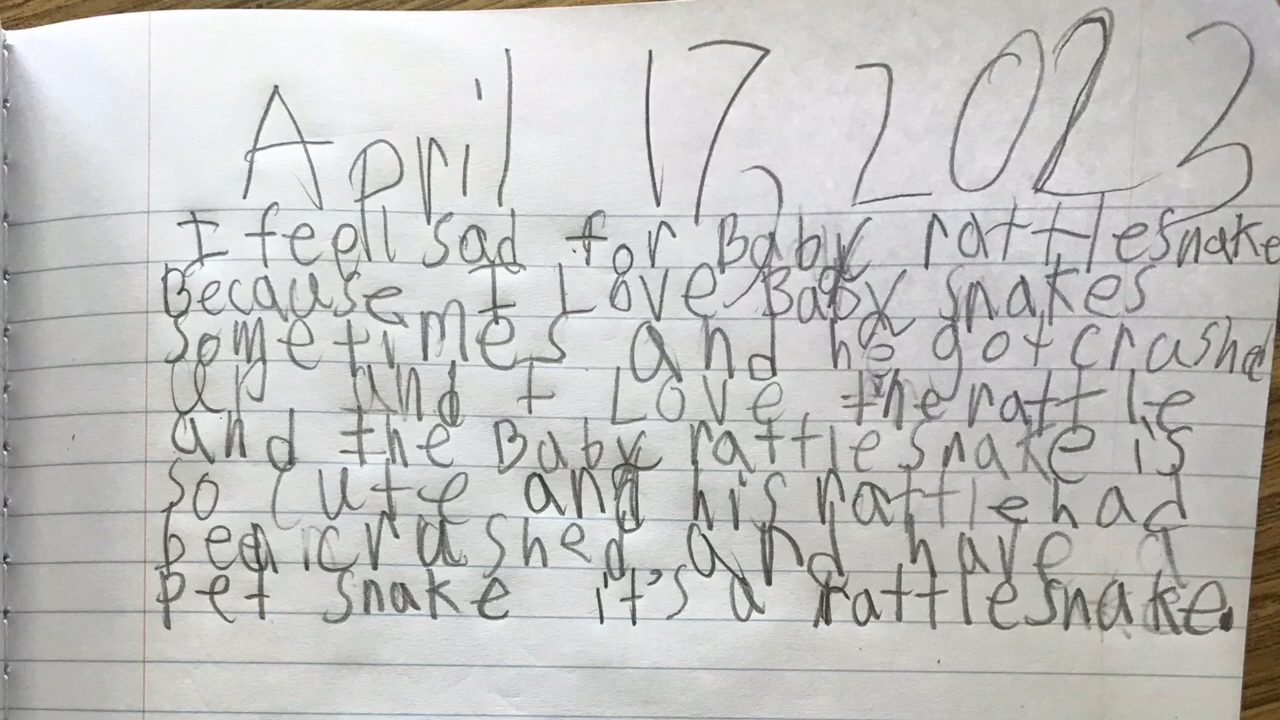 April 17, 2023
I feell sad for Baby rattlesnake
Because I Love Baby snakes
sometimes and he got crashd
up and I Love the rattle
and the Baby rattlesnake is
so cute and his rattle had
crashed and have a
pet snake it's a rattlesnake.